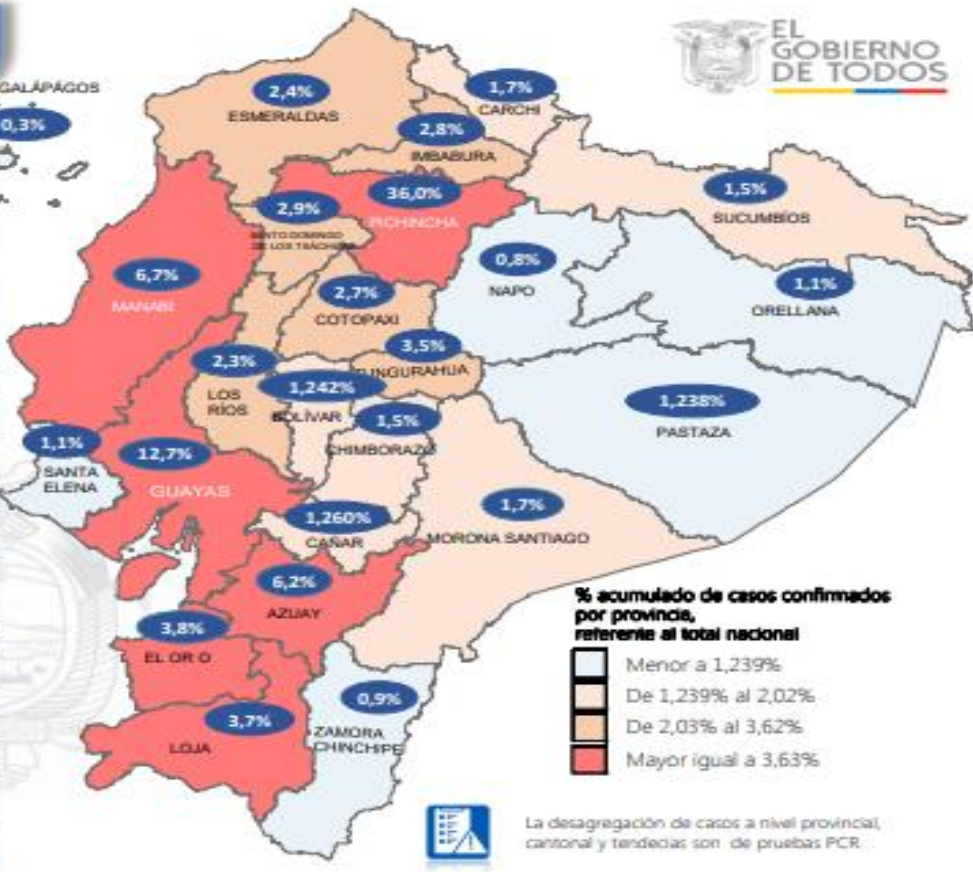 EL
GOBIERNO
DE TODOS
GALÁPAGOS
0,3%
2,4%
ESMERALDAS
1,7%
CARCHI
2,8%
IMBABURA
36,0%
PICHINCHA
1,5%
SUCUMBÍOS
2,9%
SANTO DOMINGO
DE LOS TSÁCHILAS
0,8%
NAPO
1,1%
ORELLANA
6,7%
MANABÍ
2,7%
COTOPAXI
3,5%
TUNGURAHUA
2,3%
LOS
RÍOS
1,242%
BOLÍVAR
1,5%
CHIMBORAZO
1,238%
PASTAZA
1,1%
SANTA
ELENA
12,7%
GUAYAS
1,260%
CAÑAR
1,7%
MORONA SANTIAGO
6,2%
AZUAY
3,8%
EL OR O
3,7%
LOJA
0,9%
ZAMORA
CHINCHIPE
% acumulado de casos confirmados
por provincia,
referente al total nacional
Menor a 1,239%
De 1,239% al 2,02%
De 2,03% al 3,62%
Mayor igual a 3,63%
La desagregación de casos a nivel provincial,
cantonal y tendecias son de pruebas PCR